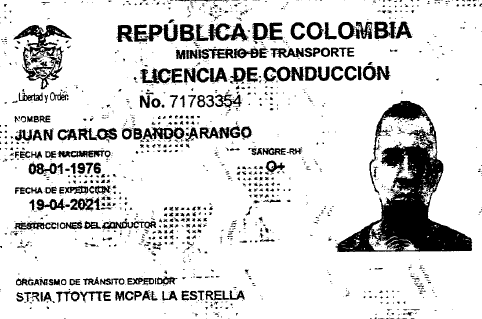 REPÚBLICA DE COLOMBIA
MINISTERIO DE TRANSPORTE
LICENCIA DE CONDUCCIÓN
Libertad y Orden
No. 71783354
NOMBRE
JUAN CARLOS OBANDO ARANGO
FECHA DE NACIMIENTO
08-01-1976
SANGRE-RH
O+
FECHA DE EXPEDICION
19-04-2021
RESTRICCIONES DEL CONDUCTOR
ORGANISMO DE TRÁNSITO EXPEDIDOR
STRIA TTOYTTE MCPAL LA ESTRELLA